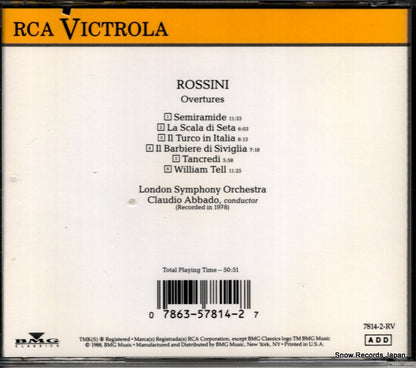 RCA VICTROLA
ROSSINI
Overtures
1 Semiramide 11:33
2 La Scala di Seta 6:03
3 Il Turco in Italia 8:13
4 Il Barbiere di Siviglia 7:18
5 Tancredi 5:58
6 William Tell 11:25
London Symphony Orchestra
Claudio Abbado, conductor
(Recorded in 1978)
Total Playing Time – 50:51
0 78635-7814-2 7
7814-2-RV
ADD
BMG
CLASSICS
TMK(S) ® Registered • Marca(s) Registrada(s) RCA Corporation, except BMG Classics logo TM BMG Music
© 1988, BMG Music • Manufactured and Distributed by BMG Music, New York, NY • Printed in U.S.A.
Snow Records Japan